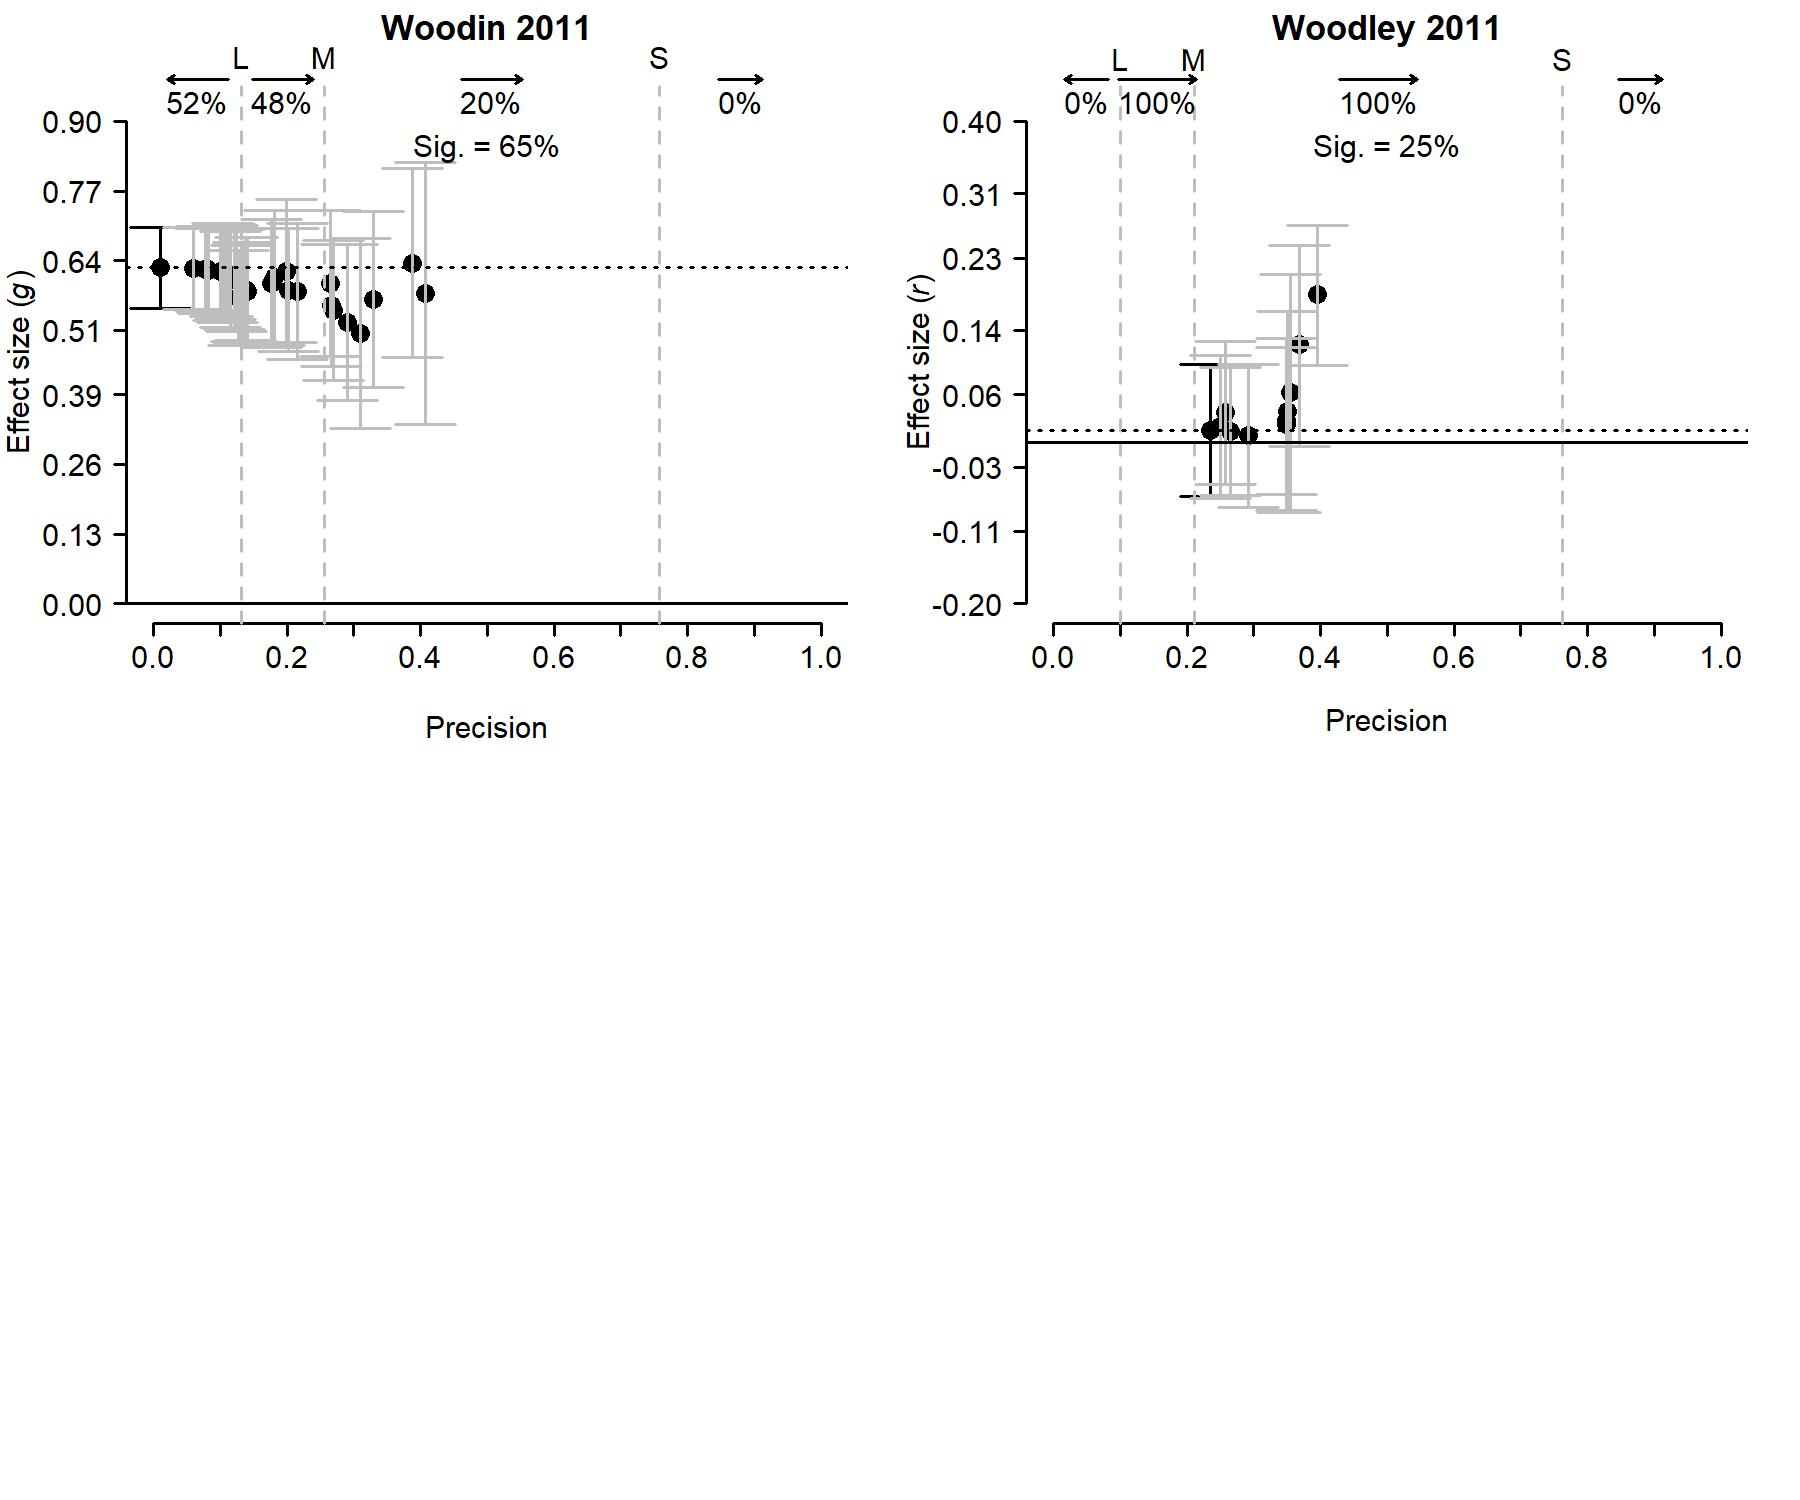 Woodin 2011
L M S
52% 48% 20% 0%
Sig. = 65%
Effect size (g)
0.90
0.77
0.64
0.51
0.39
0.26
0.13
0.00
0.0 0.2 0.4 0.6 0.8 1.0
Precision
Woodley 2011
L M S
0% 100% 100% 0%
Sig. = 25%
Effect size (r)
0.40
0.31
0.23
0.14
0.06
-0.03
-0.11
-0.20
0.0 0.2 0.4 0.6 0.8 1.0
Precision